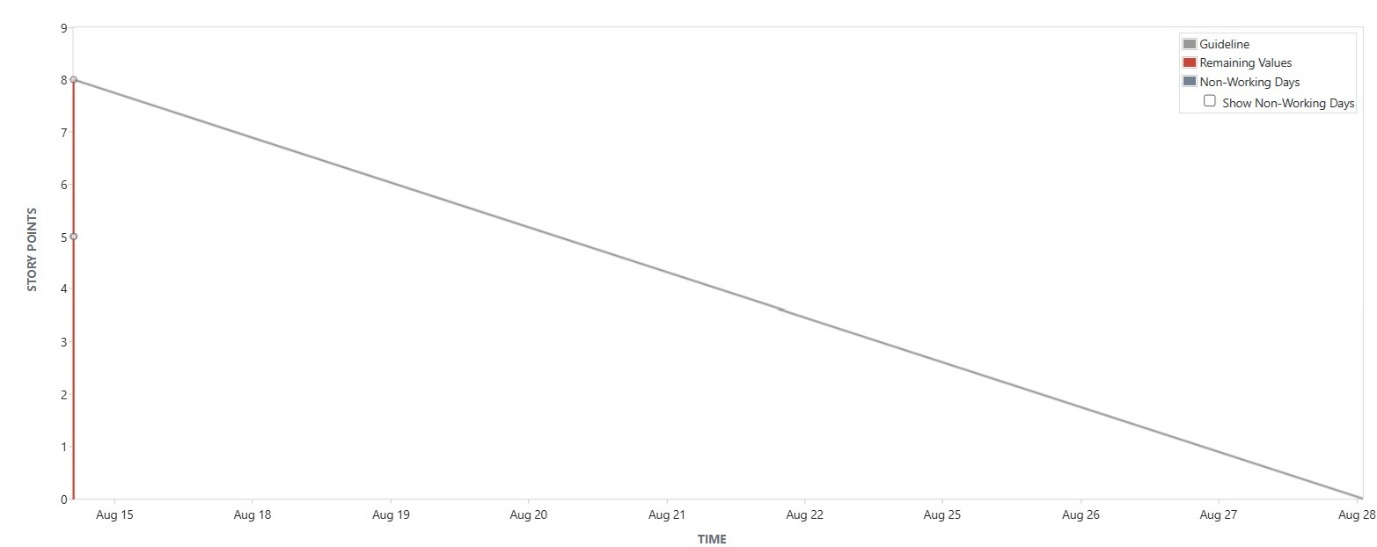 9
8
7
6
5
4
3
2
1
0
STORY POINTS
Guideline
Remaining Values
Non-Working Days
Show Non-Working Days
Aug 15 Aug 18 Aug 19 Aug 20 Aug 21 Aug 22 Aug 25 Aug 26 Aug 27 Aug 28
TIME